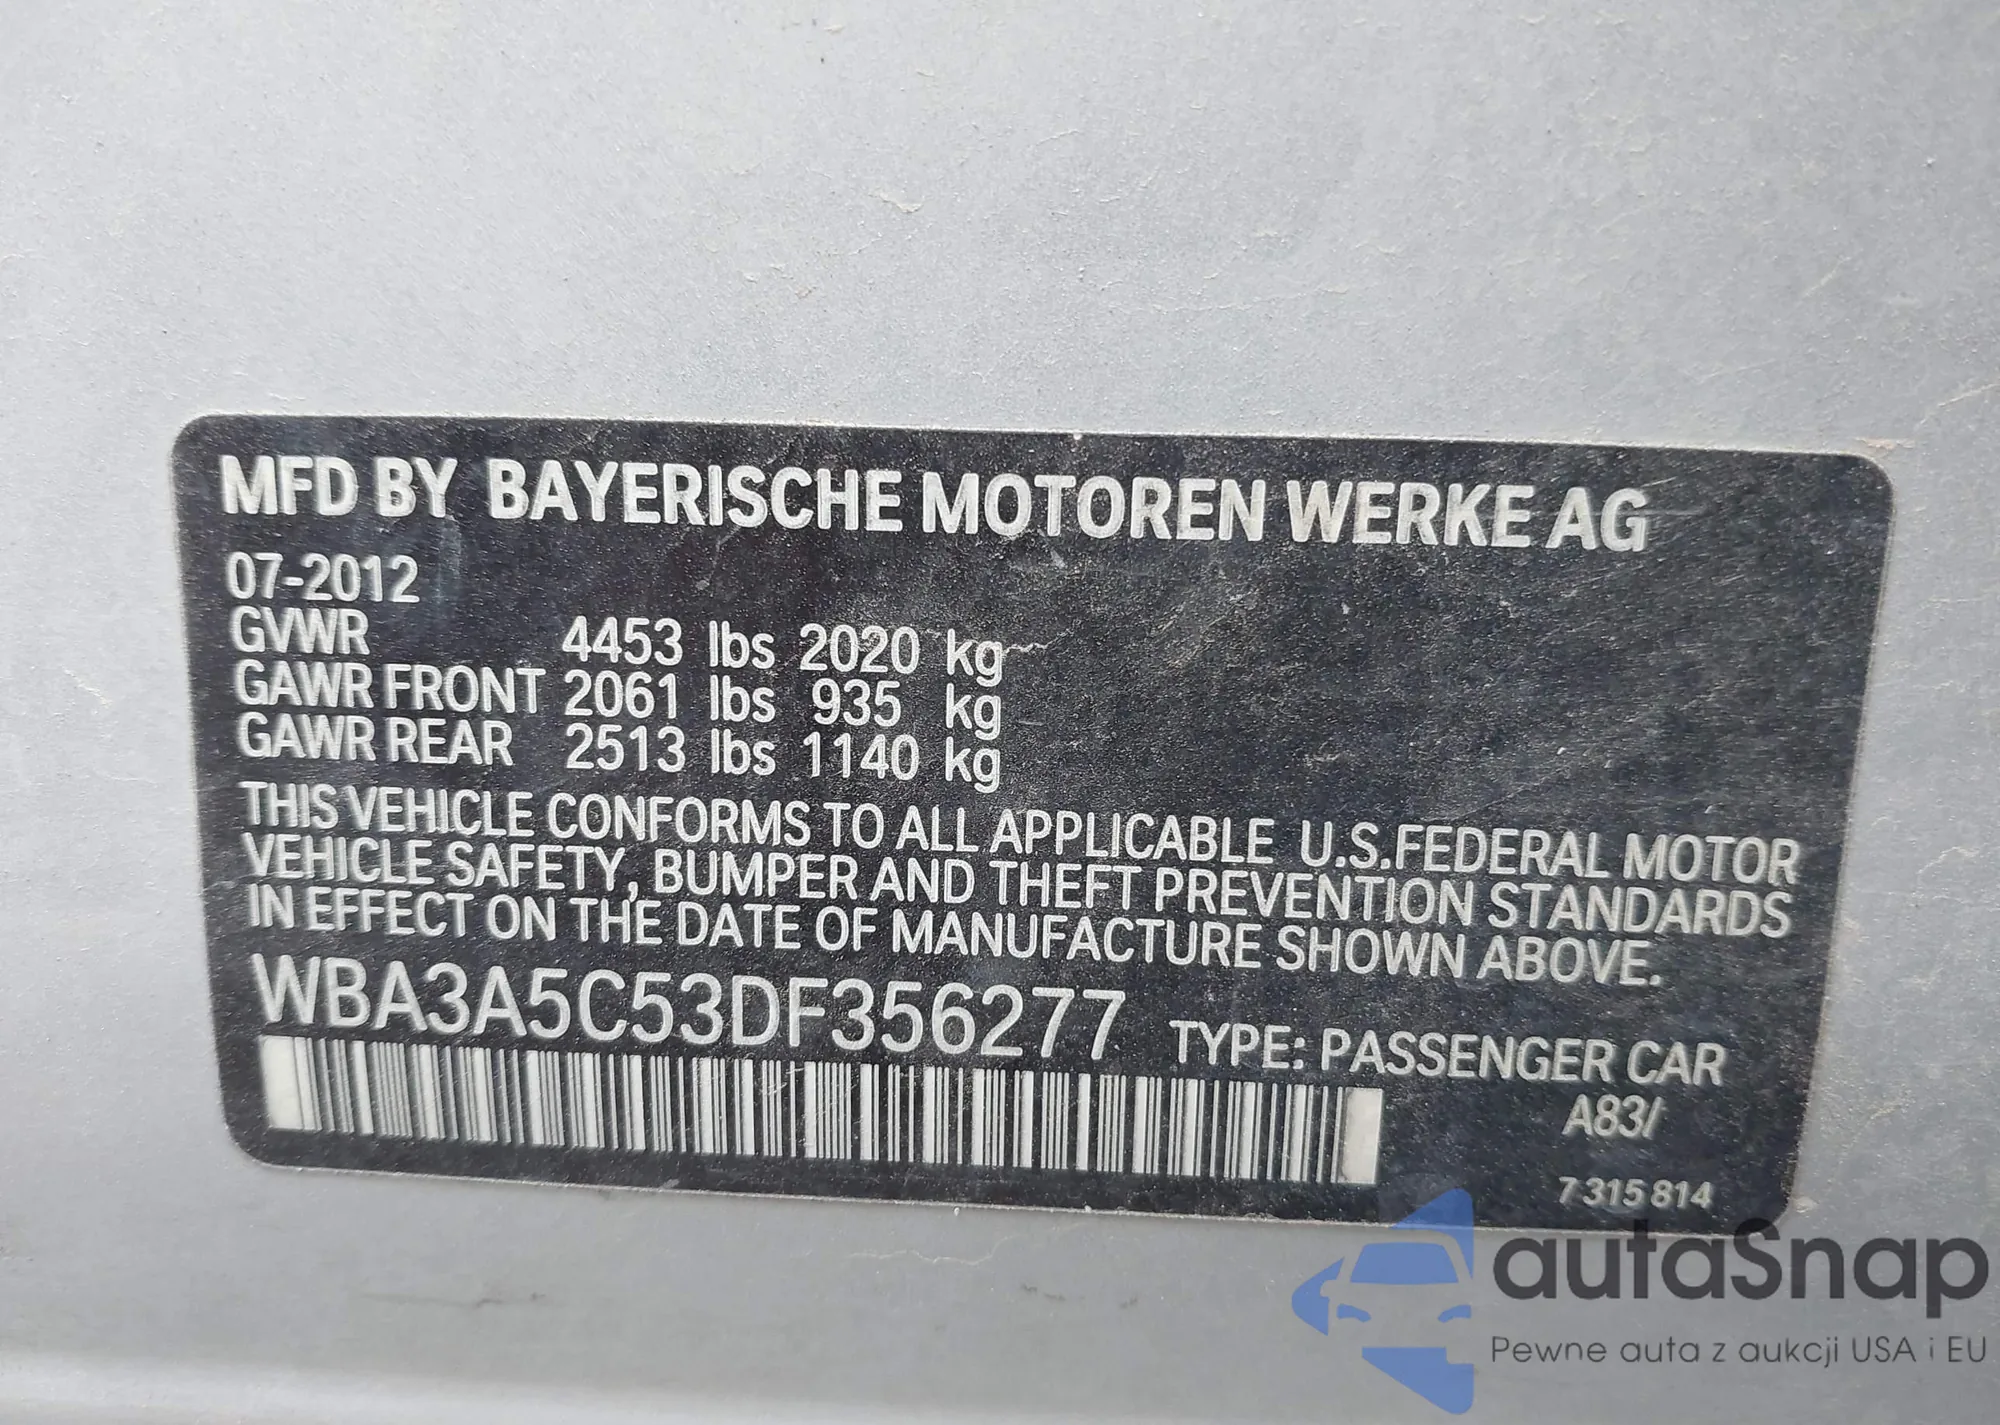 MFD BY BAYERISCHE MOTOREN WERKE AG
07-2012
GVWR 4453 lbs 2020 kg
GAWR FRONT 2061 lbs 935 kg
GAWR REAR 2513 lbs 1140 kg
THIS VEHICLE CONFORMS TO ALL APPLICABLE U.S.FEDERAL MOTOR
VEHICLE SAFETY, BUMPER AND THEFT PREVENTION STANDARDS
IN EFFECT ON THE DATE OF MANUFACTURE SHOWN ABOVE.
WBA3A5C53DF356277 TYPE: PASSENGER CAR
A83/
7 315 814
autaSnap
Pewne auta z aukcji USA i EU